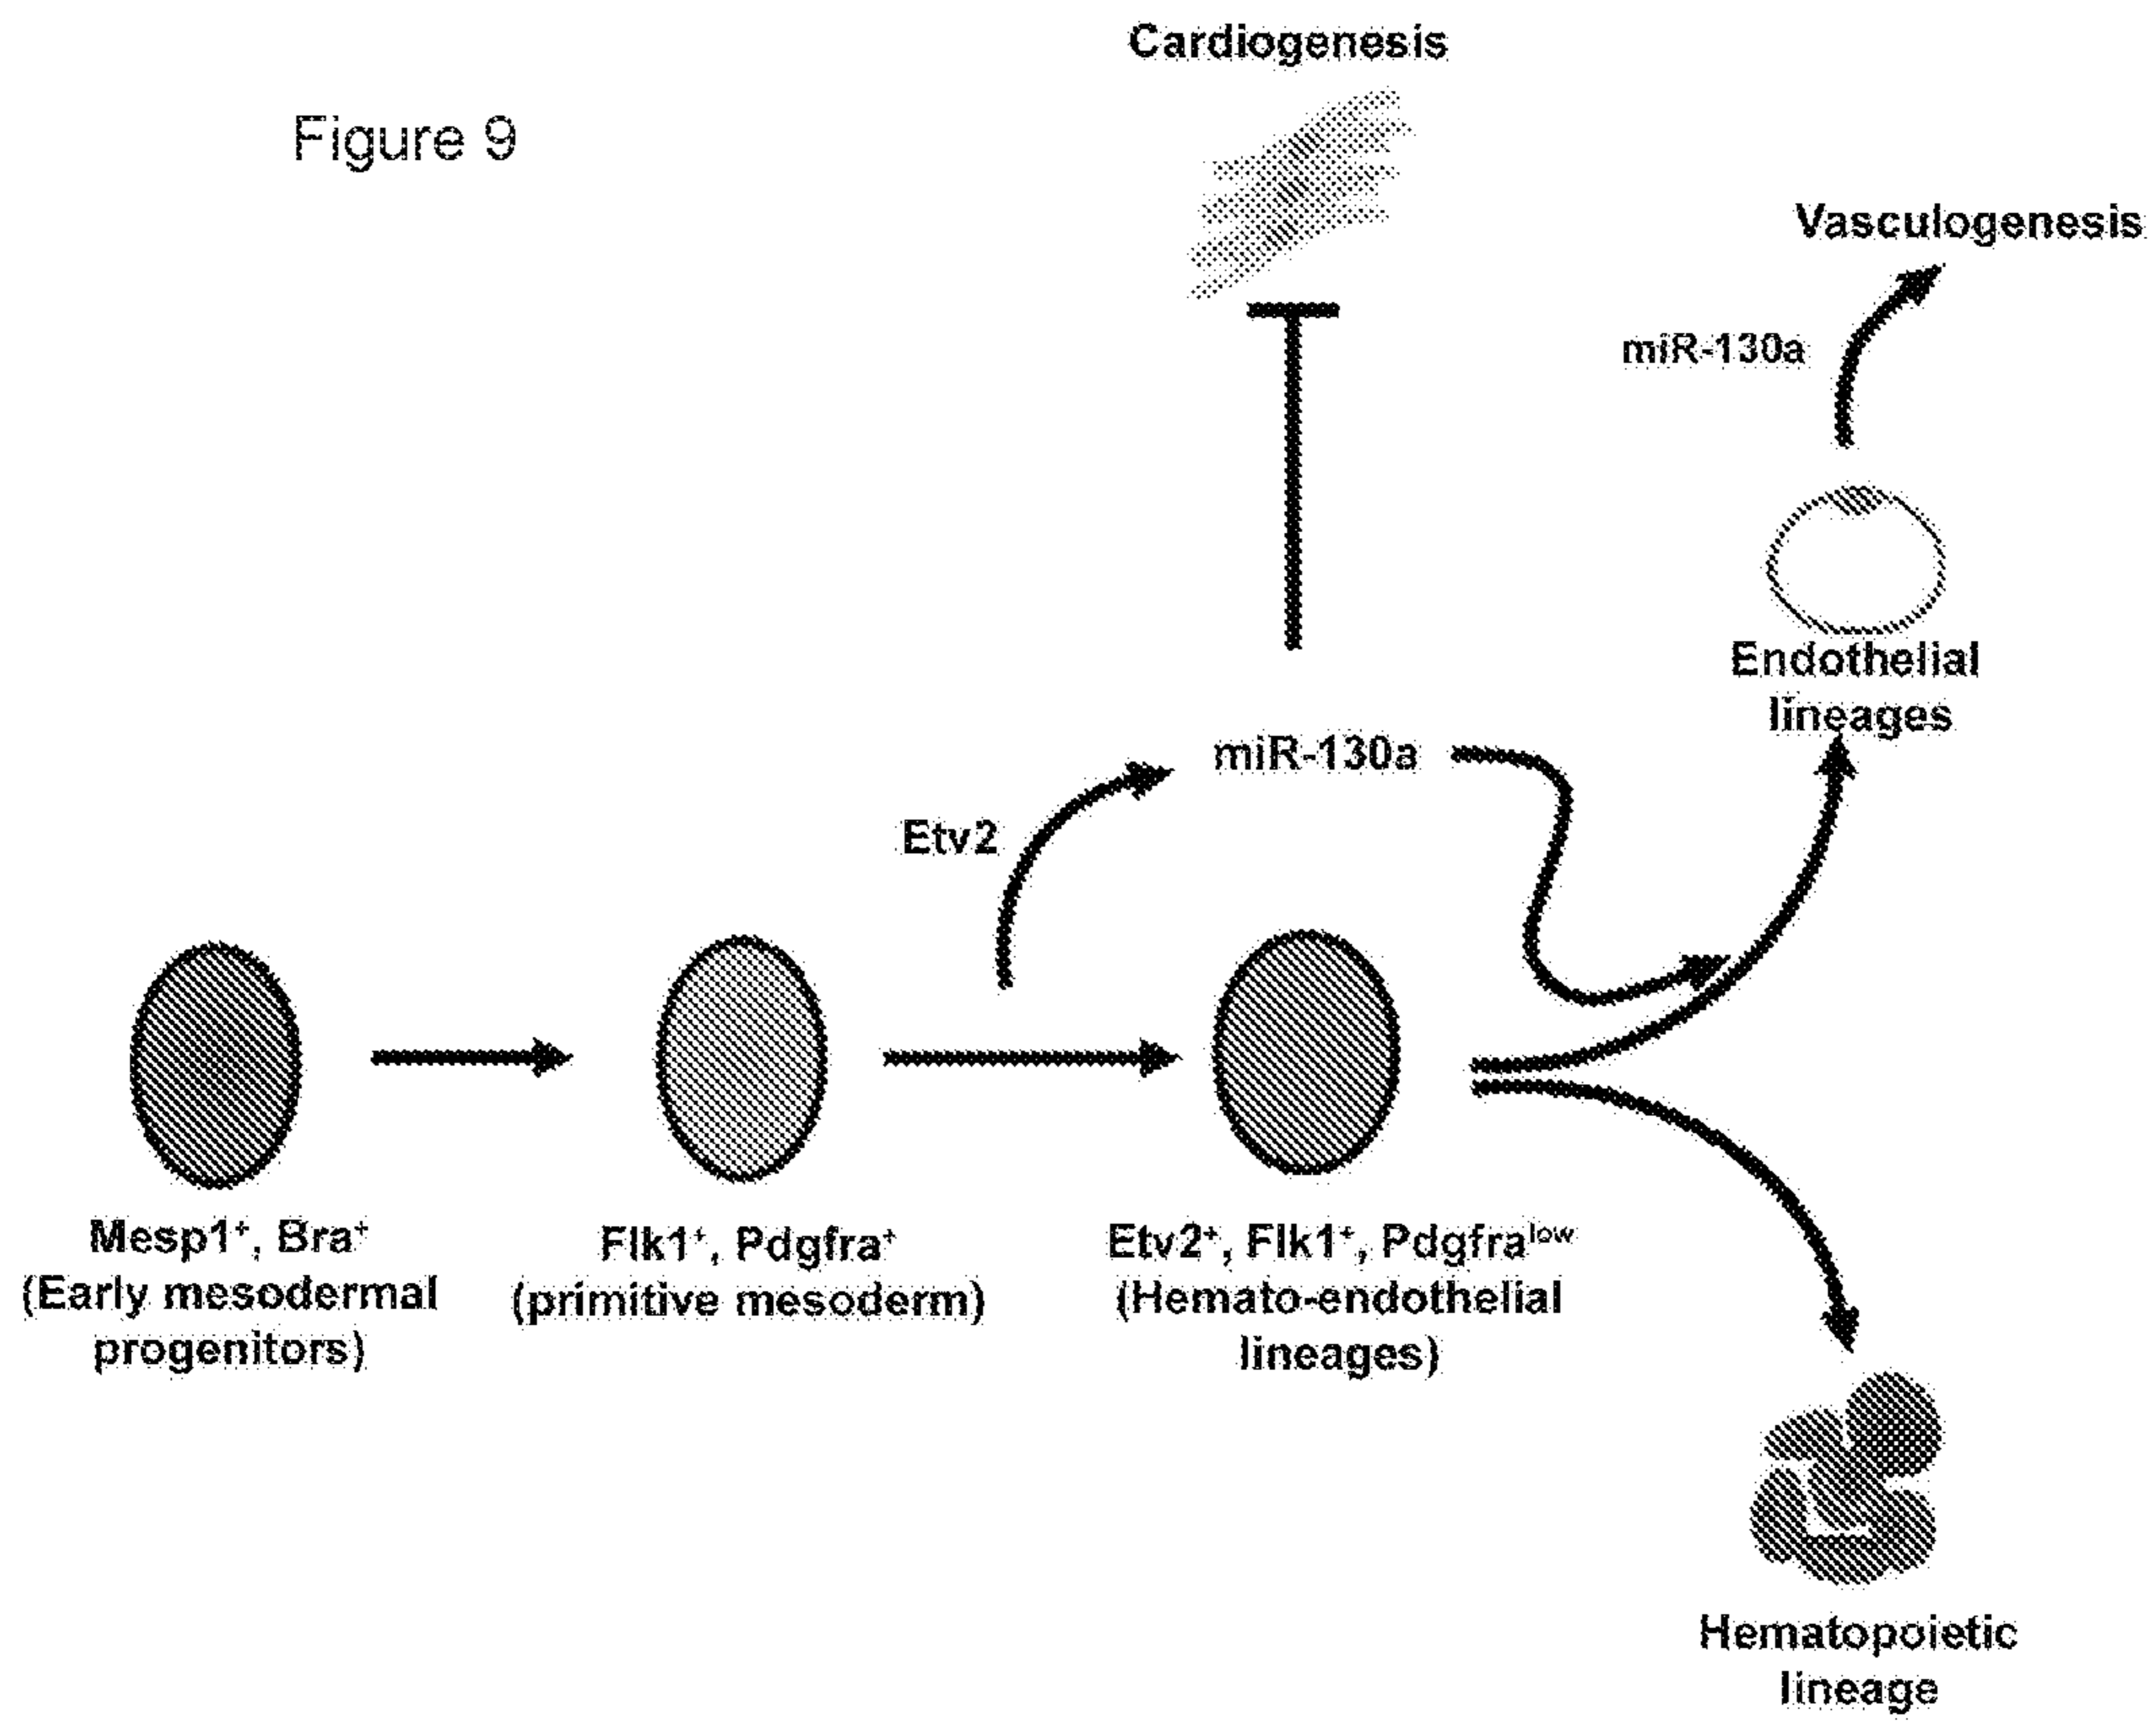 Cardiogenesis
Figure 9
Vasculogenesis
miR-130a
Endothelial
lineages
miR-130a
Etv2
Mesp1⁺, Bra⁺
(Early mesodermal
progenitors)
Flk1⁺, Pdgfra⁺
(primitive mesoderm)
Etv2⁺, Flk1⁺, Pdgfraˡᵒʷ
(Hemato-endothelial
lineages)
Hematopoietic
lineage